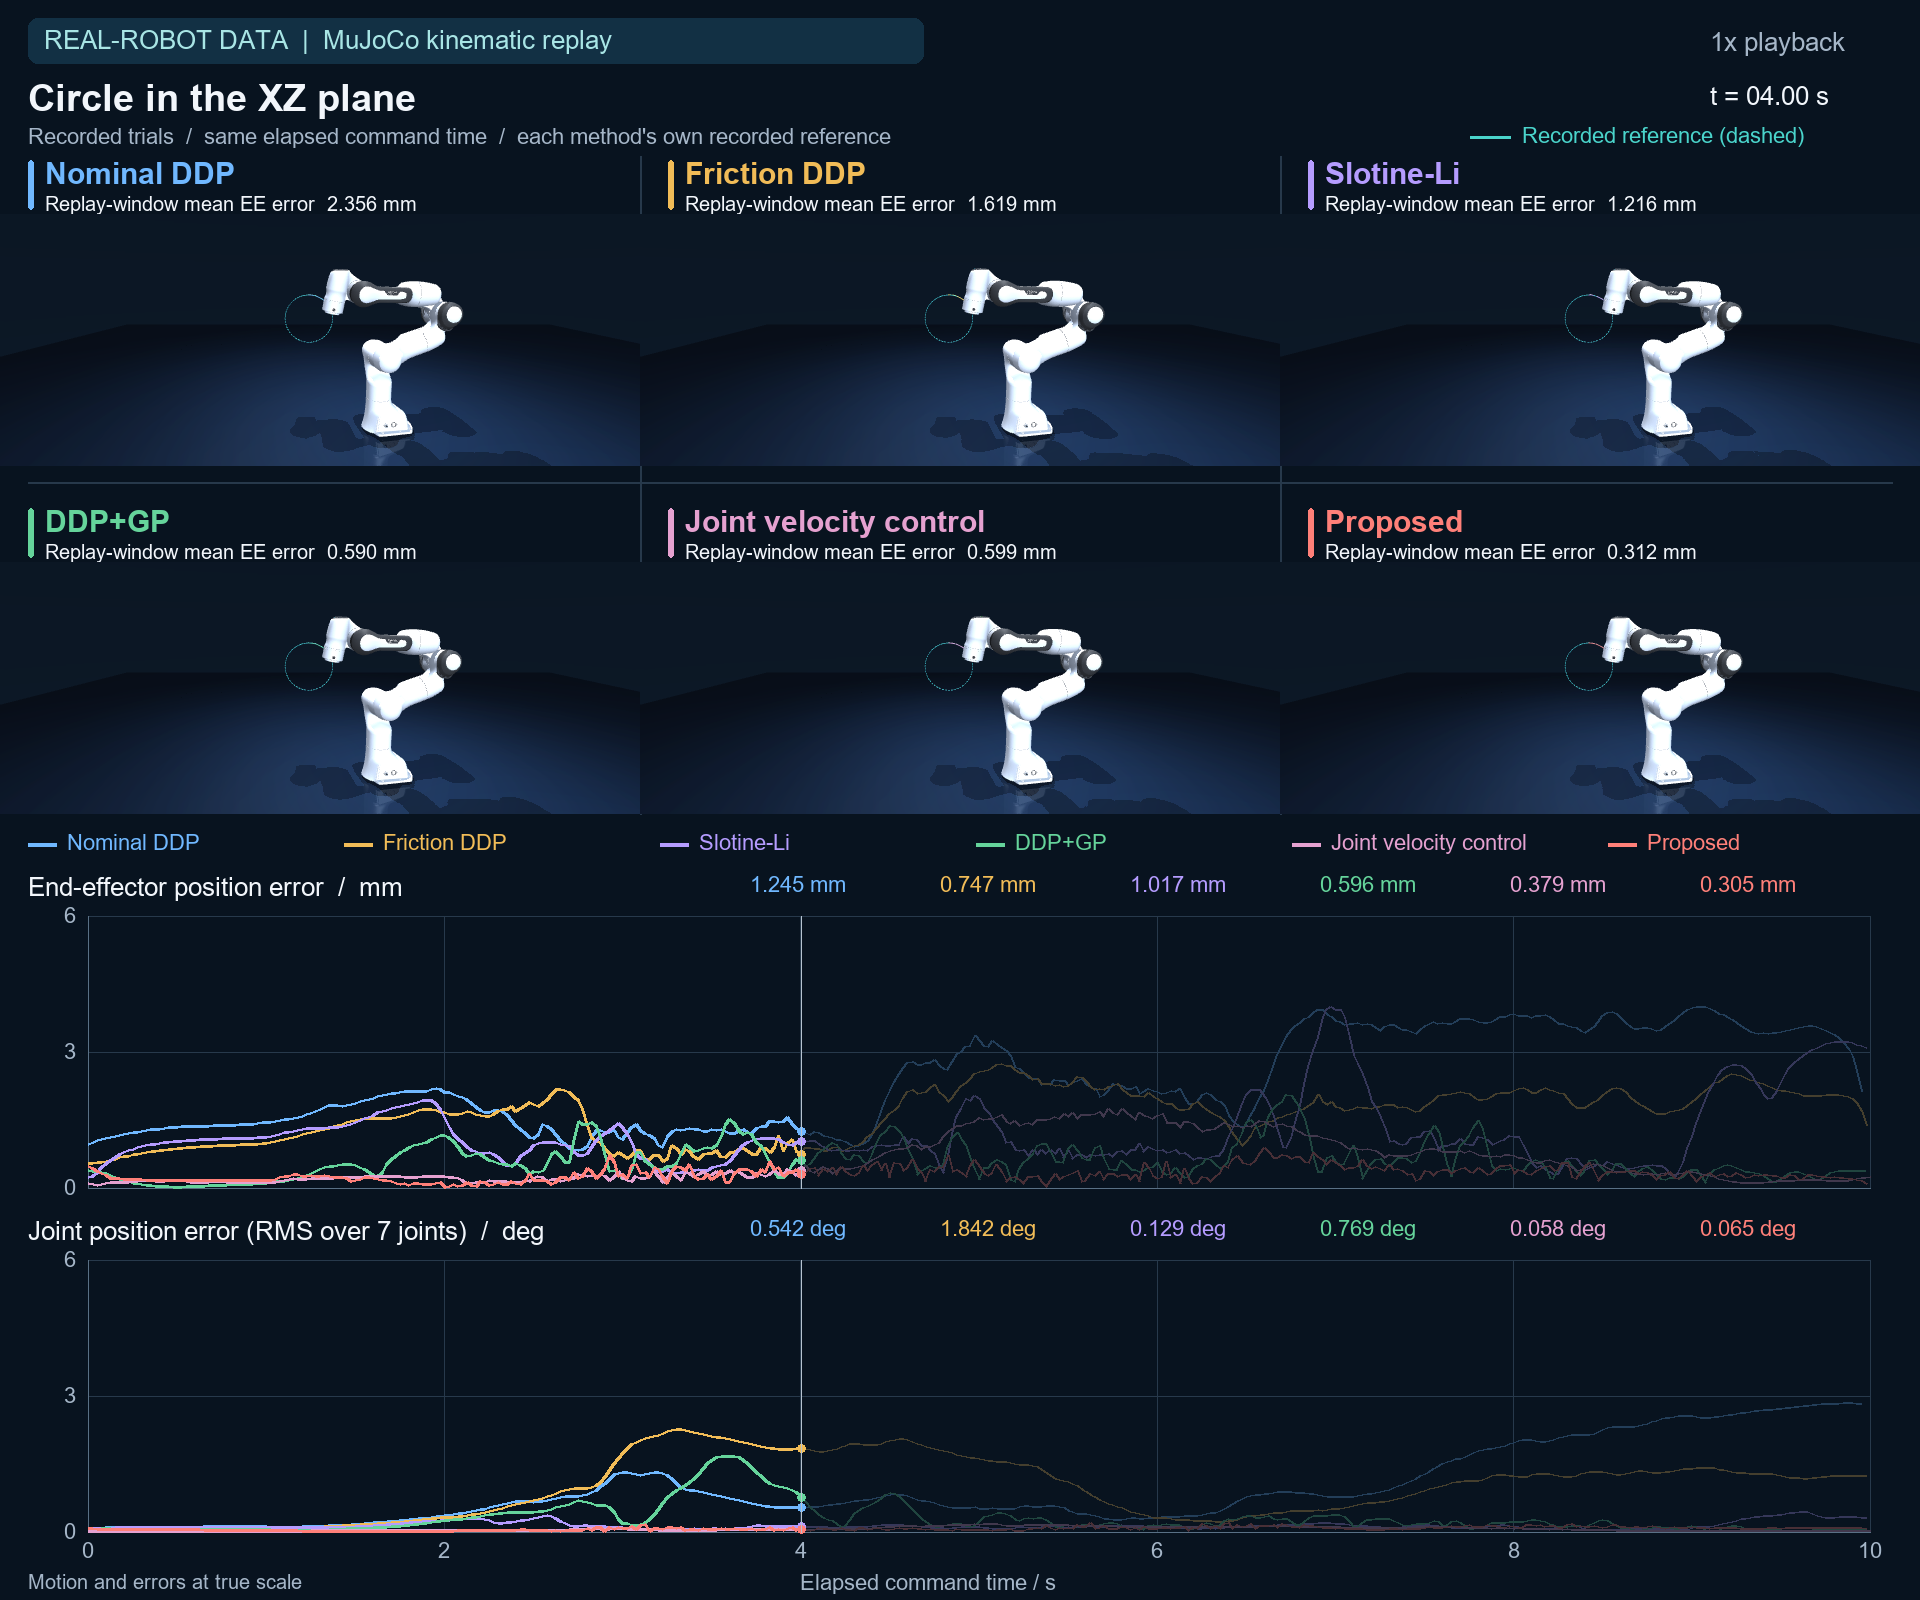 REAL-ROBOT DATA | MuJoCo kinematic replay
1x playback
Circle in the XZ plane
t = 04.00 s
Recorded trials / same elapsed command time / each method's own recorded reference
Recorded reference (dashed)
Nominal DDP
Replay-window mean EE error 2.356 mm
Friction DDP
Replay-window mean EE error 1.619 mm
Slotine-Li
Replay-window mean EE error 1.216 mm
DDP+GP
Replay-window mean EE error 0.590 mm
Joint velocity control
Replay-window mean EE error 0.599 mm
Proposed
Replay-window mean EE error 0.312 mm
Nominal DDP
Friction DDP
Slotine-Li
DDP+GP
Joint velocity control
Proposed
End-effector position error / mm
1.245 mm
0.747 mm
1.017 mm
0.596 mm
0.379 mm
0.305 mm
6
3
0
Joint position error (RMS over 7 joints) / deg
0.542 deg
1.842 deg
0.129 deg
0.769 deg
0.058 deg
0.065 deg
6
3
0
0
2
4
6
8
10
Motion and errors at true scale
Elapsed command time / s